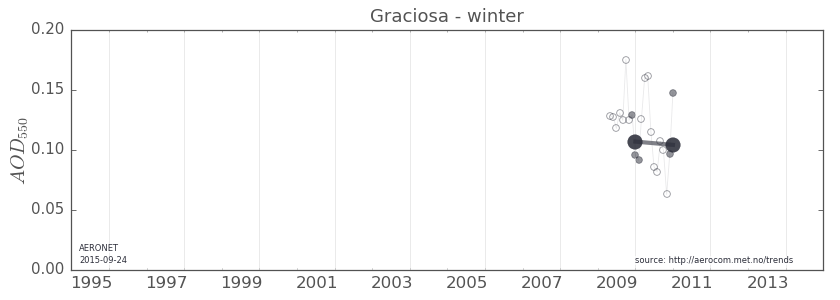 Graciosa - winter
0.20
0.15
0.10
0.05
0.00
AOD550
AERONET
2015-09-24
source: http://aerocom.met.no/trends
1995 1997 1999 2001 2003 2005 2007 2009 2011 2013